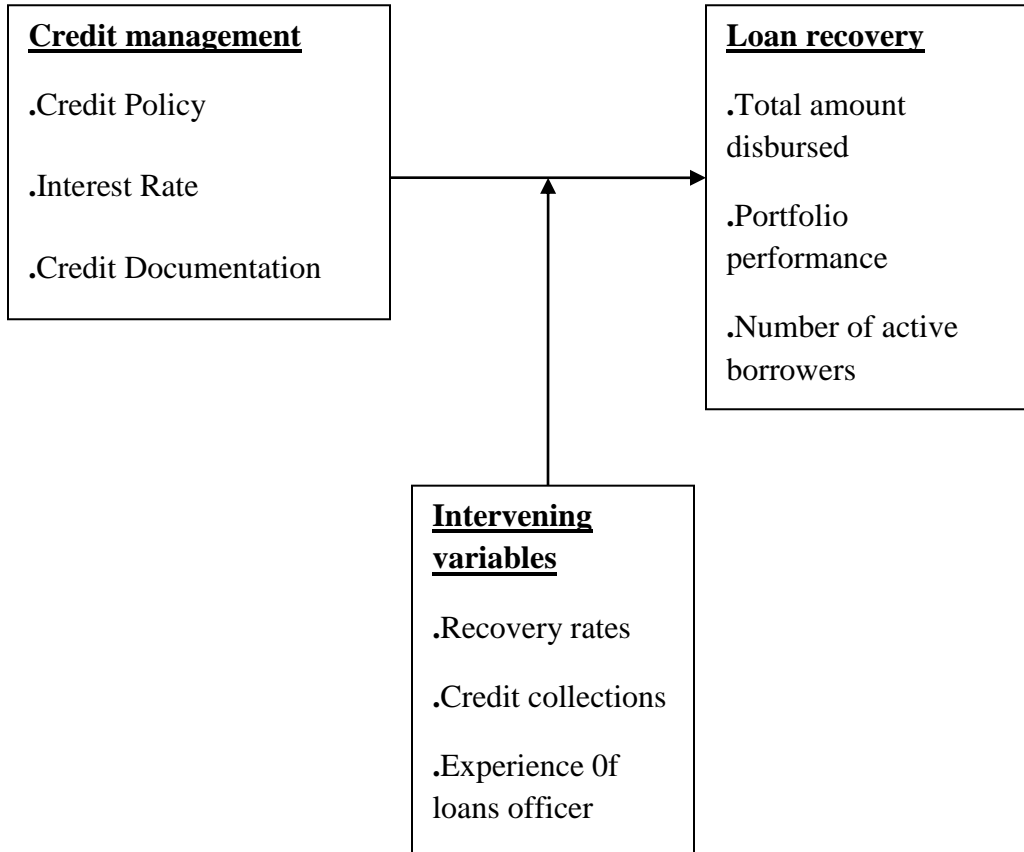 Credit management
.Credit Policy
.Interest Rate
.Credit Documentation
Loan recovery
.Total amount
disbursed
.Portfolio
performance
.Number of active
borrowers
Intervening
variables
.Recovery rates
.Credit collections
.Experience 0f
loans officer